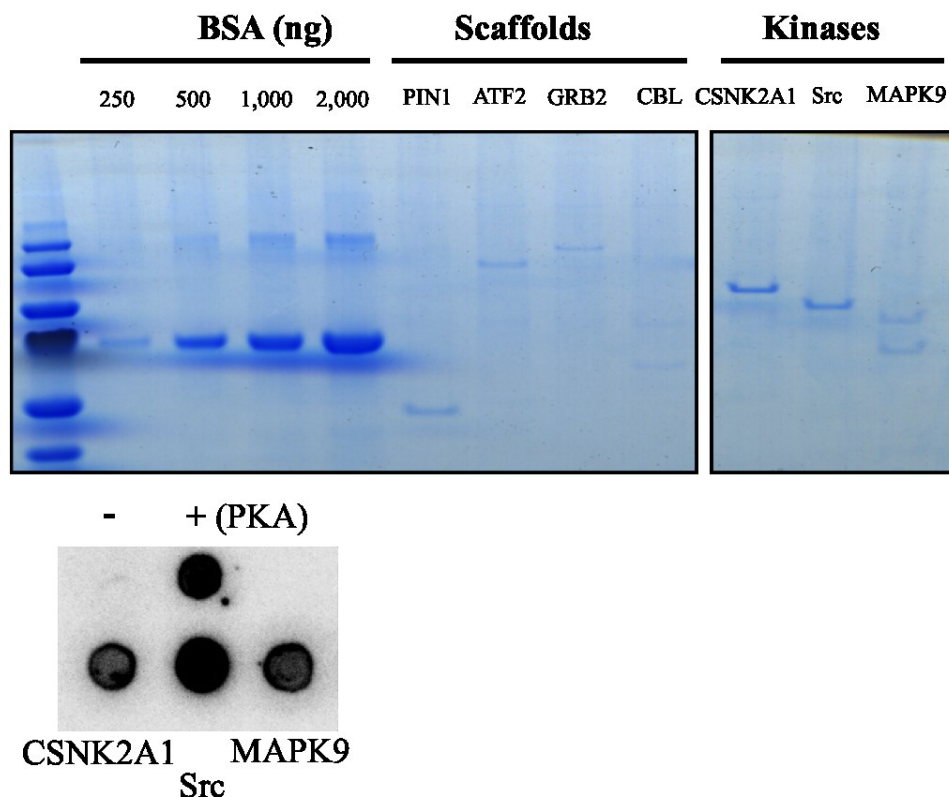 BSA (ng) Scaffolds Kinases
250 500 1,000 2,000 PIN1 ATF2 GRB2 CBL CSNK2A1 Src MAPK9
- + (PKA)
CSNK2A1 MAPK9
Src